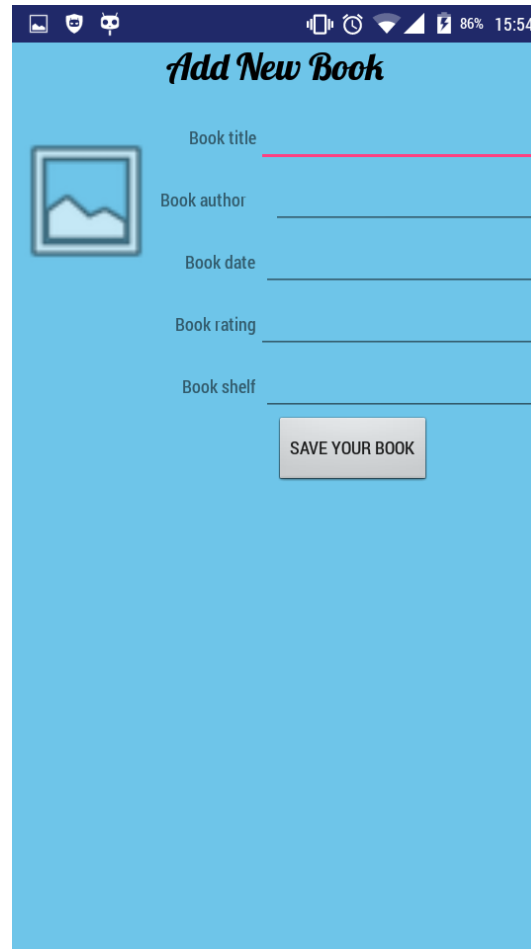 86% 15:54
Add New Book
Book title
Book author
Book date
Book rating
Book shelf
SAVE YOUR BOOK